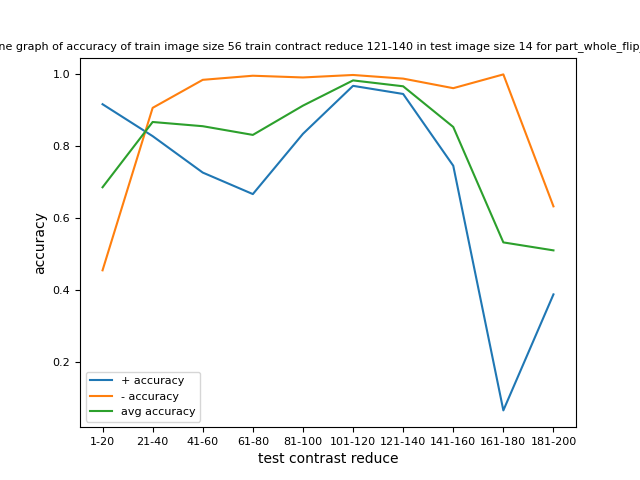 ne graph of accuracy of train image size 56 train contract reduce 121-140 in test image size 14 for part_whole_flip_
1.0
0.8
0.6
0.4
0.2
accuracy
+ accuracy
- accuracy
avg accuracy
1-20 21-40 41-60 61-80 81-100 101-120 121-140 141-160 161-180 181-200
test contrast reduce